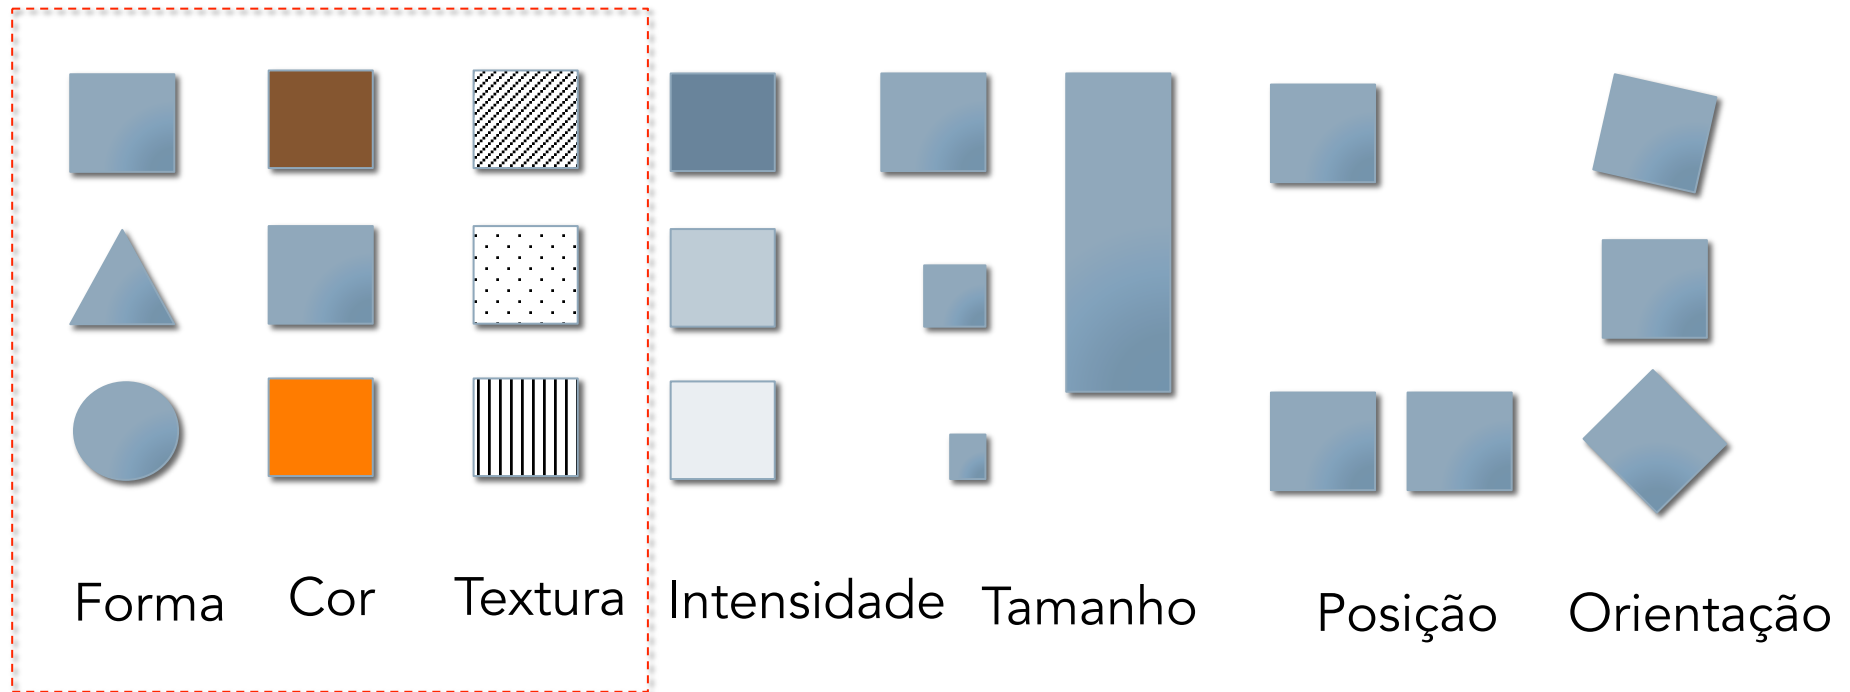 Forma
Cor
Textura
Intensidade
Tamanho
Posição
Orientação